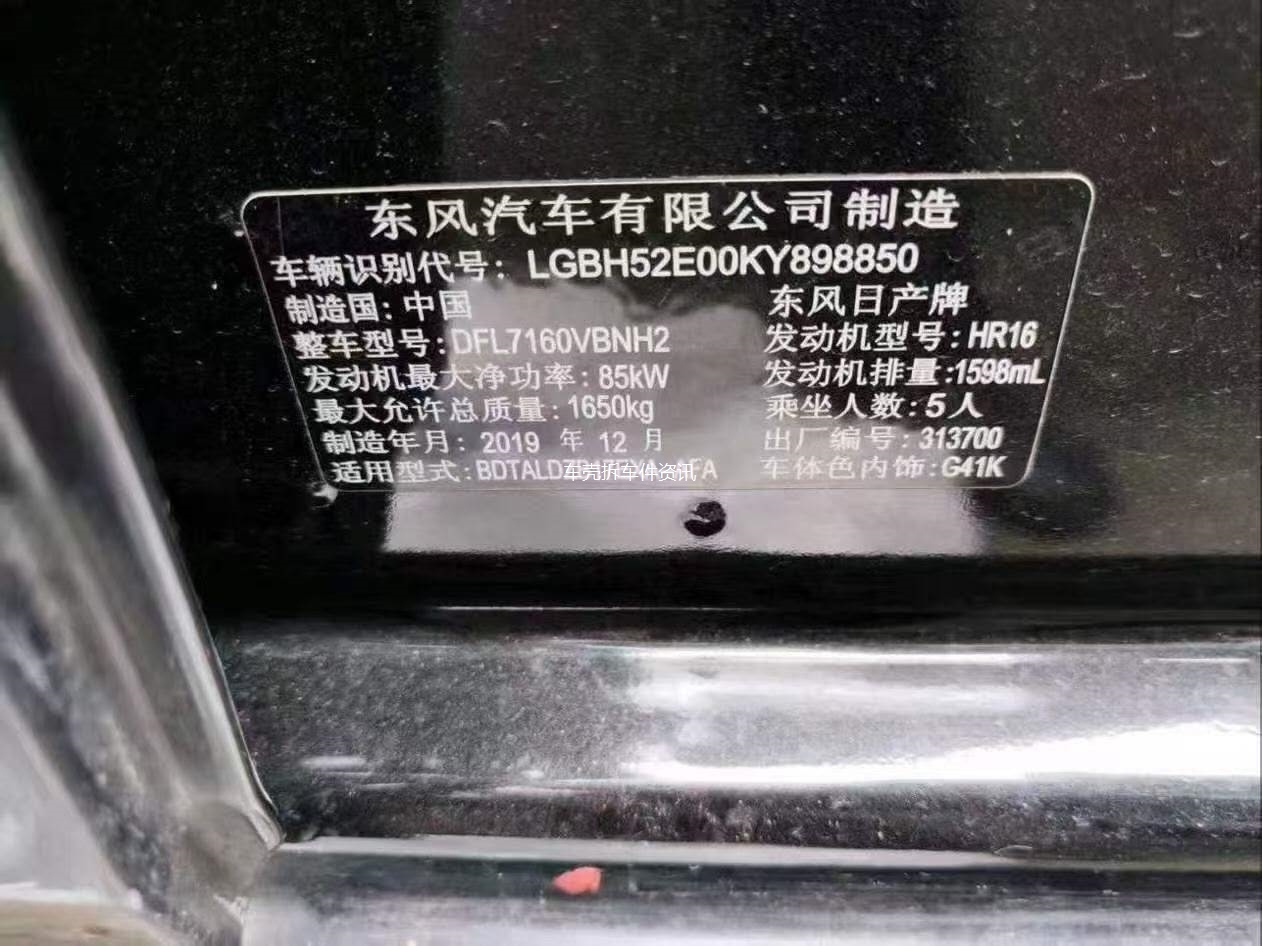 东风汽车有限公司制造
车辆识别代号：LGBH52E00KY898850
制造国：中国 东风日产牌
整车型号：DFL7160VBNH2 发动机型号：HR16
发动机最大净功率：85kW 发动机排量：1598mL
最大允许总质量：1650kg 乘坐人数：5人
制造年月：2019 年 12 月 出厂编号：313700
适用型式： 车体色内饰：G41K
车壳拆车件资讯